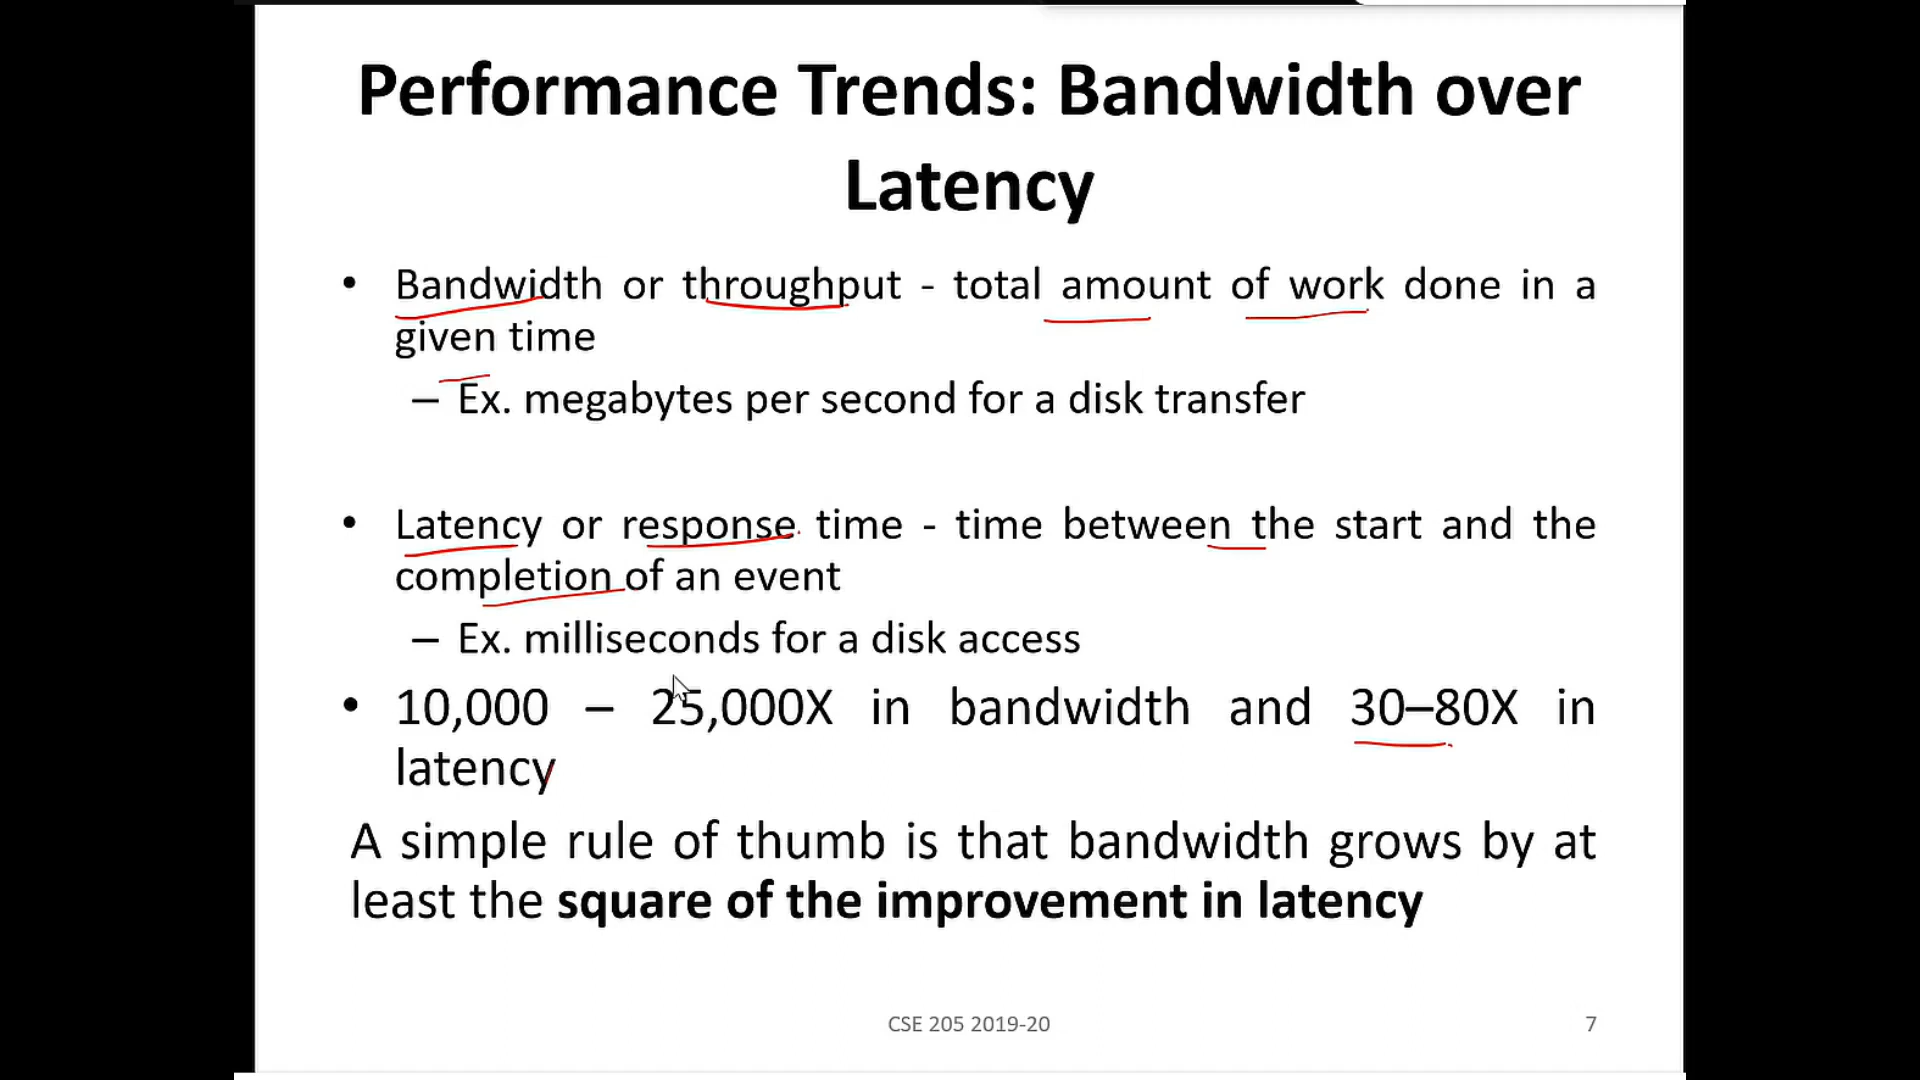 Performance Trends: Bandwidth over
Latency
• Bandwidth or throughput - total amount of work done in a
given time
– Ex. megabytes per second for a disk transfer
• Latency or response time - time between the start and the
completion of an event
– Ex. milliseconds for a disk access
• 10,000 – 25,000X in bandwidth and 30–80X in
latency
A simple rule of thumb is that bandwidth grows by at
least the square of the improvement in latency
CSE 205 2019-20
7